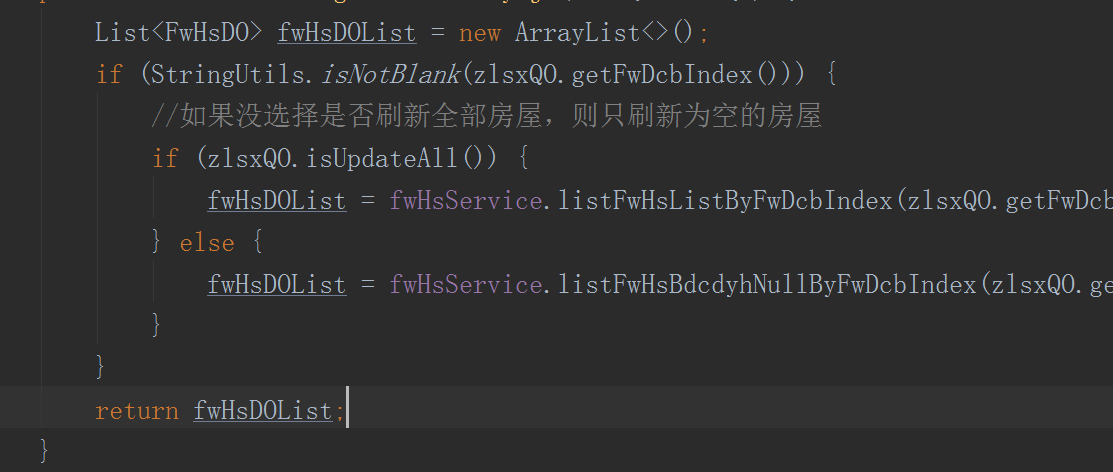 List<FwHsDO> fwHsDOList = new ArrayList<>();
if (StringUtils.isNotBlank(zlsxQO.getFwDcbIndex())) {
//如果没选择是否刷新全部房屋，则只刷新为空的房屋
if (zlsxQO.isUpdateAll()) {
fwHsDOList = fwHsService.listFwHsListByFwDcbIndex(zlsxQO.getFwDcb
} else {
fwHsDOList = fwHsService.listFwHsBdcdyhNullByFwDcbIndex(zlsxQO.ge
}
}
return fwHsDOList;
}